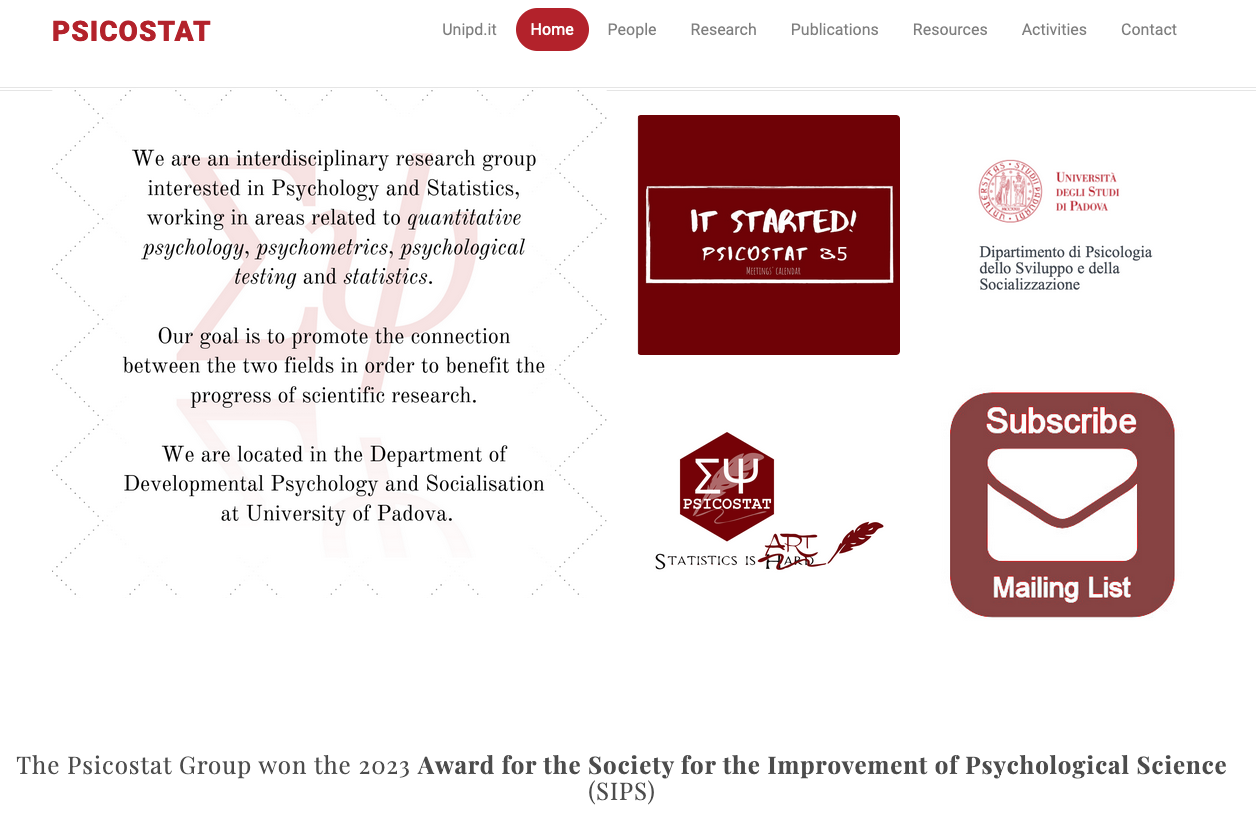 PSICOSTAT
Unipd.it
Home
People
Research
Publications
Resources
Activities
Contact
We are an interdisciplinary research group
interested in Psychology and Statistics,
working in areas related to quantitative
psychology, psychometrics, psychological
testing and statistics.
Our goal is to promote the connection
between the two fields in order to benefit the
progress of scientific research.
We are located in the Department of
Developmental Psychology and Socialisation
at University of Padova.
IT STARTED!
PSICOSTAT 35
MEETINGS' CALENDAR
UNIVERSITÀ
DEGLI STUDI
DI PADOVA
Dipartimento di Psicologia
dello Sviluppo e della
Socializzazione
ΣΨ
PSICOSTAT
STATISTICS IS HARD
ART
Subscribe
Mailing List
The Psicostat Group won the 2023 Award for the Society for the Improvement of Psychological Science
(SIPS)